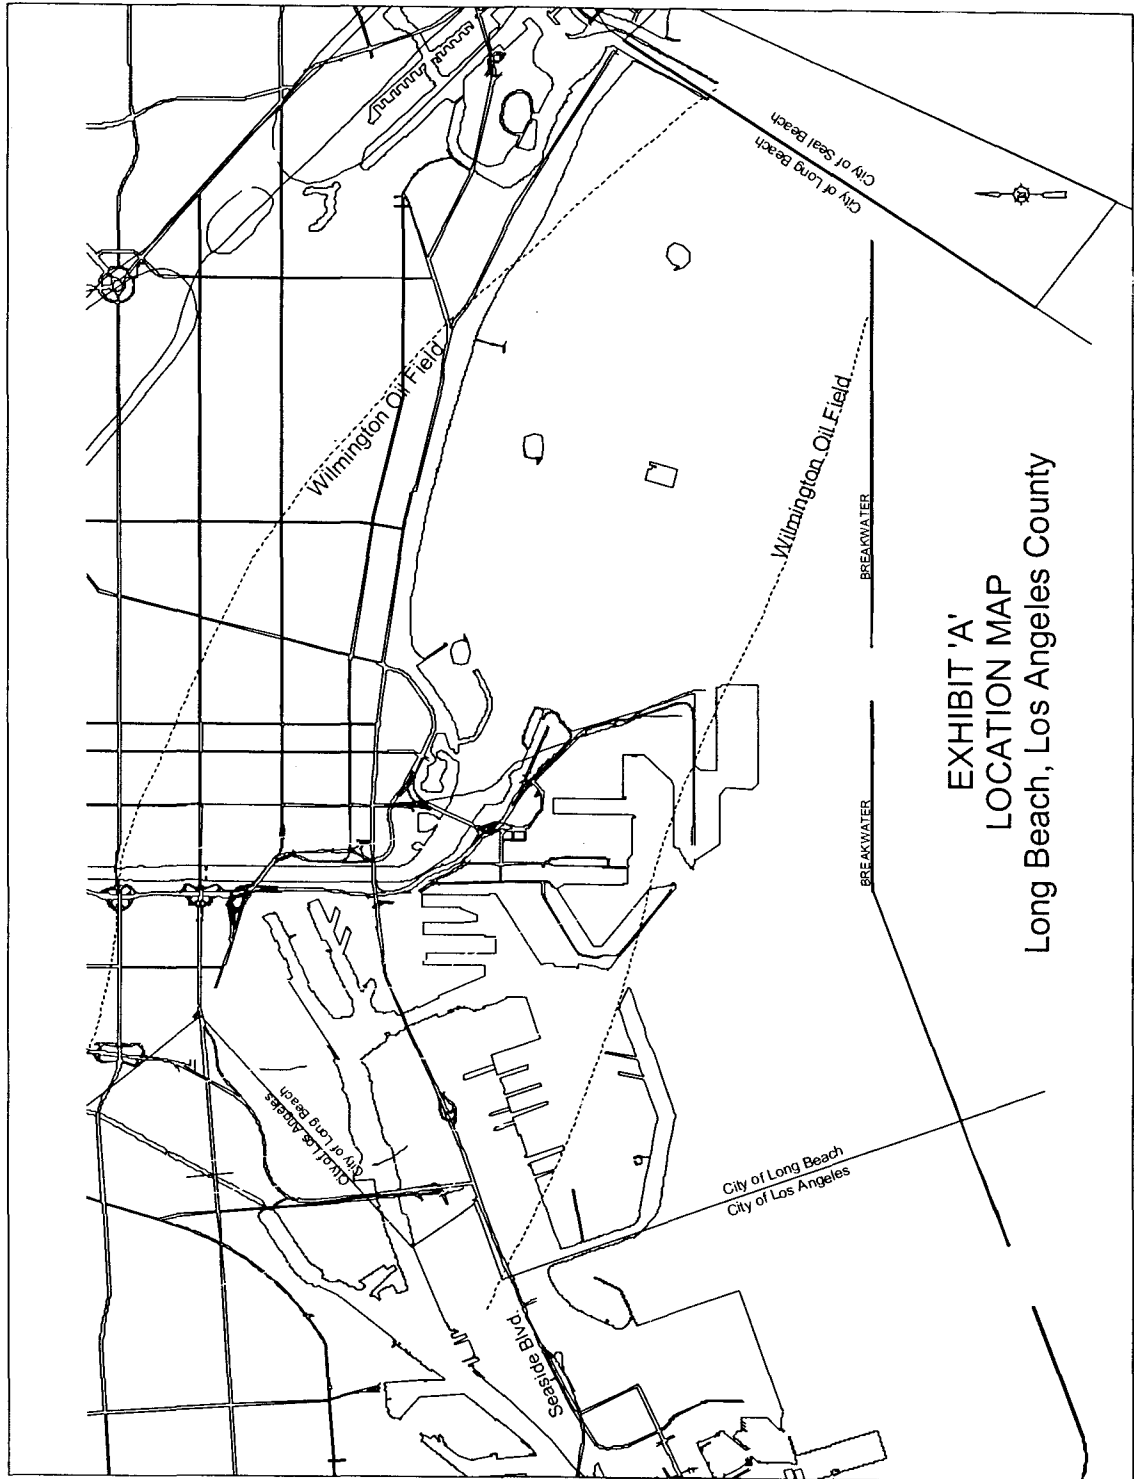 City of Seal Beach
City of Long Beach
Wilmington Oil Field
Wilmington Oil Field
BREAKWATER
BREAKWATER
City of Los Angeles
City of Long Beach
City of Long Beach
City of Los Angeles
Seaside Blvd.
EXHIBIT 'A'
LOCATION MAP
Long Beach, Los Angeles County